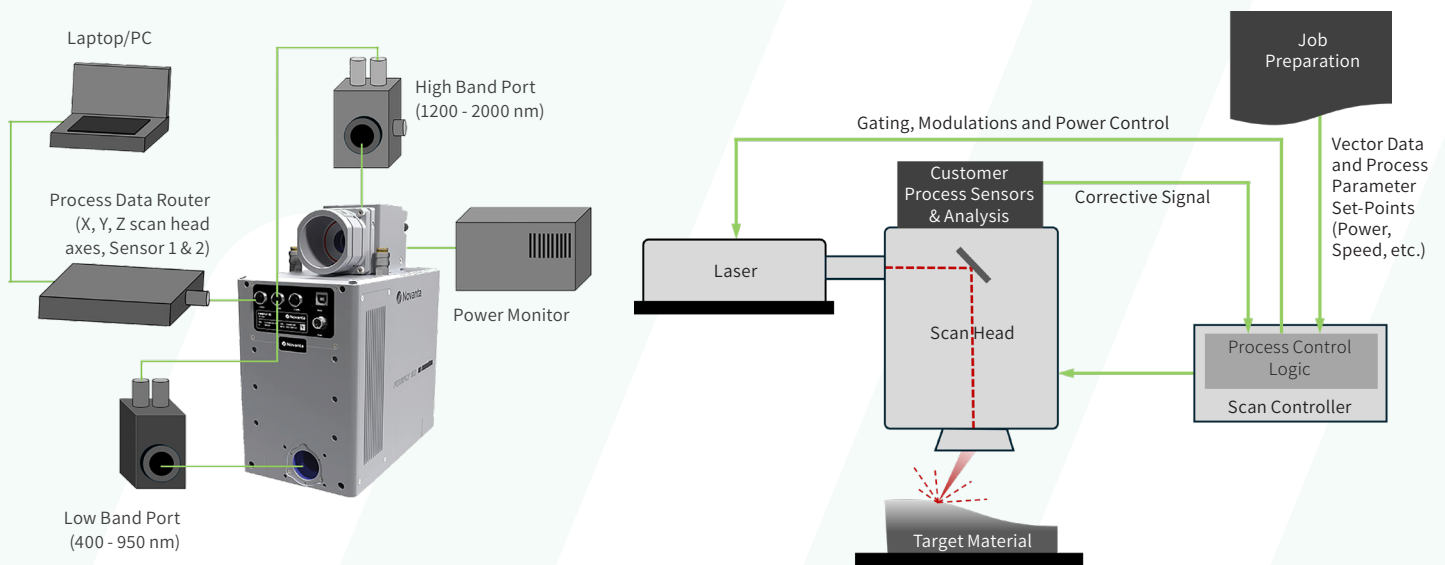 Laptop/PC
High Band Port
(1200 - 2000 nm)
Process Data Router
(X, Y, Z scan head
axes, Sensor 1 & 2)
Novanta
Novanta
Power Monitor
Low Band Port
(400 - 950 nm)
Job
Preparation
Gating, Modulations and Power Control
Vector Data
and Process
Parameter
Set-Points
(Power,
Speed, etc.)
Customer
Process Sensors
& Analysis
Corrective Signal
Laser
Scan Head
Process Control
Logic
Scan Controller
Target Material